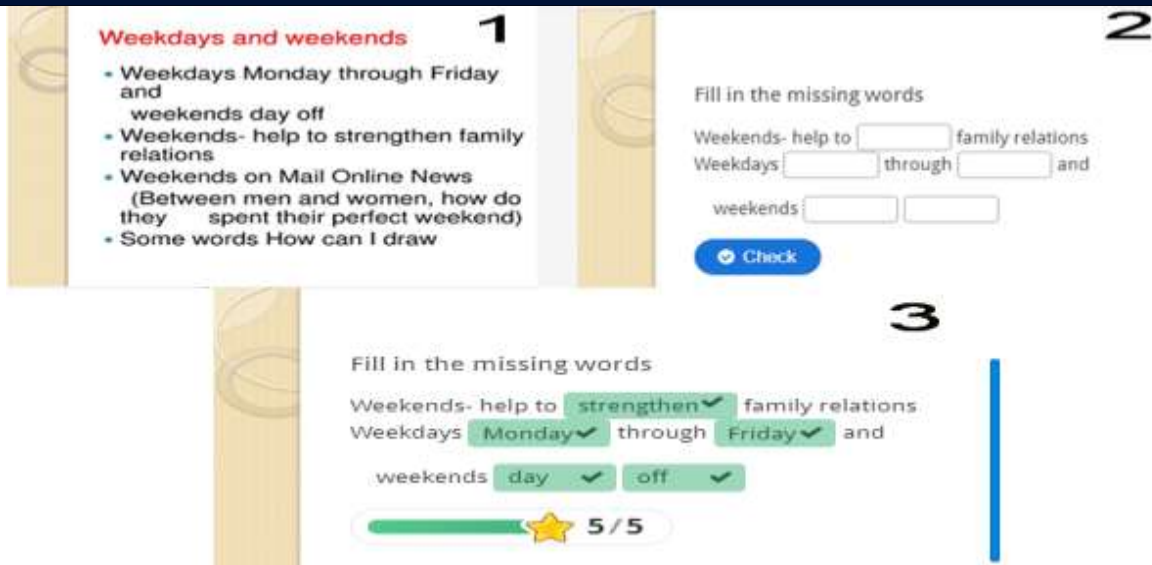 1
Weekdays and weekends
• Weekdays Monday through Friday
and
weekends day off
• Weekends- help to strengthen family
relations
• Weekends on Mail Online News
(Between men and women, how do
they spent their perfect weekend)
• Some words How can I draw
2
Fill in the missing words
Weekends- help to family relations
Weekdays through and
weekends
Check
3
Fill in the missing words
Weekends- help to strengthen family relations
Weekdays Monday through Friday and
weekends day off
5/5